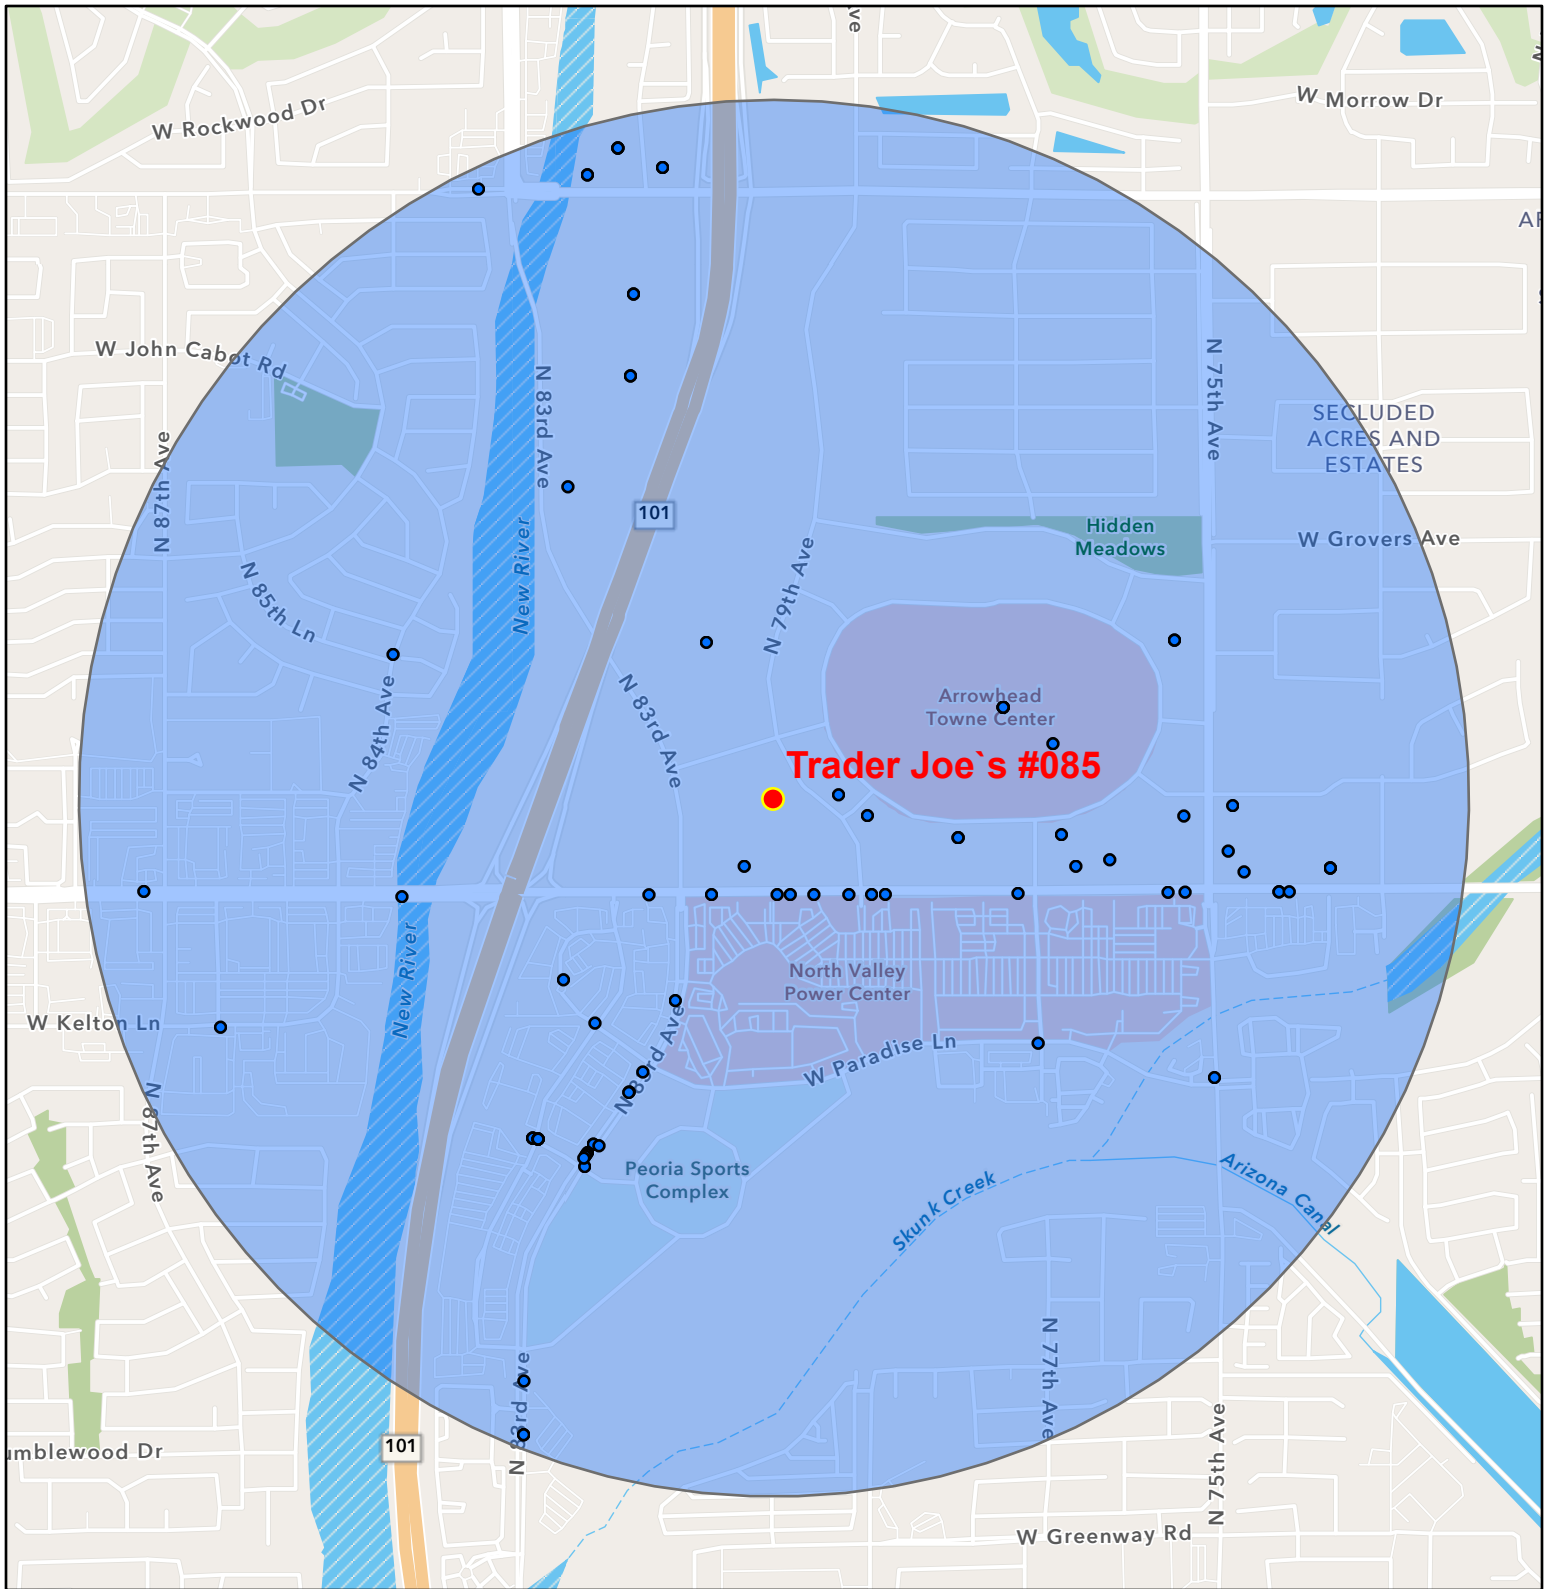 Ave
W Rockwood Dr
W Morrow Dr
W John Cabot Rd
N 83rd Ave
N 75th Ave
SECLUDED
ACRES AND
ESTATES
N 87th Ave
101
New River
Hidden
Meadows
W Grovers Ave
N 85th Ln
N 79th Ave
N 84th Ave
N 83rd Ave
Arrowhead
Towne Center
Trader Joe`s #085
New River
North Valley
Power Center
W Kelton Ln
N 83rd Ave
W Paradise Ln
N 87th Ave
Peoria Sports
Complex
Skunk Creek
Arizona Canal
N 83rd Ave
N 77th Ave
N 75th Ave
101
umblewood Dr
W Greenway Rd